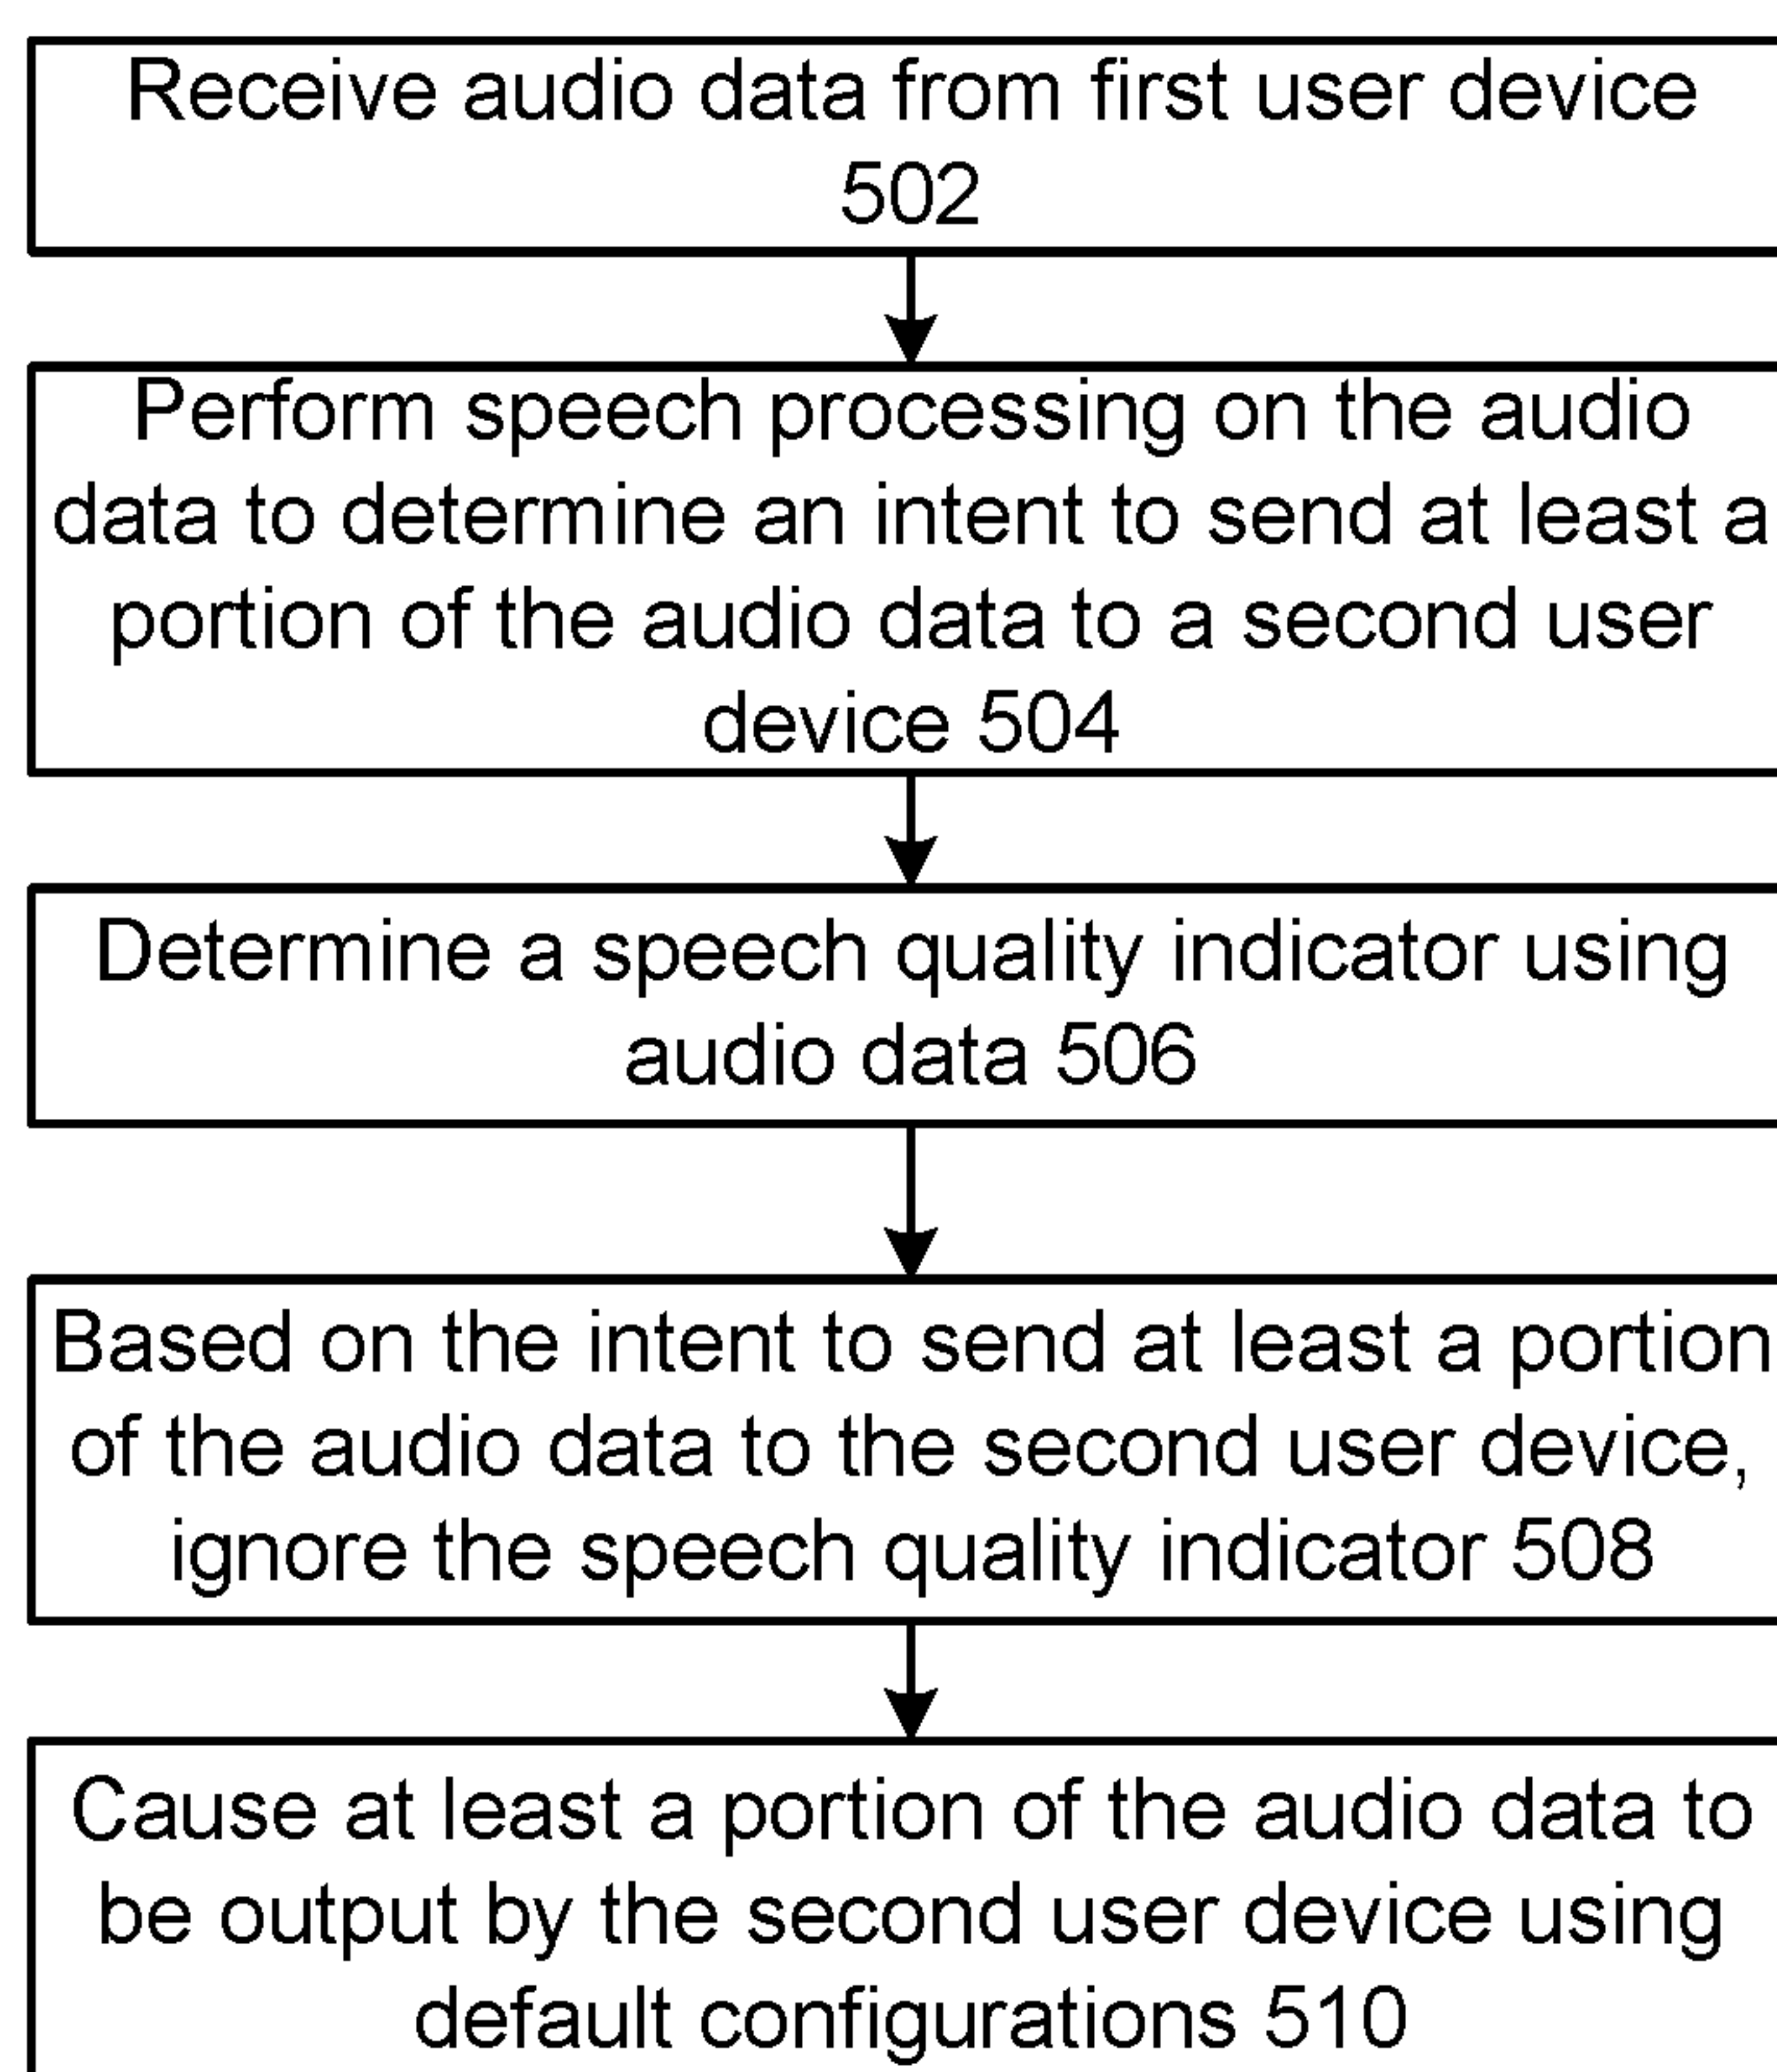 Receive audio data from first user device
502
Perform speech processing on the audio
data to determine an intent to send at least a
portion of the audio data to a second user
device 504
Determine a speech quality indicator using
audio data 506
Based on the intent to send at least a portion
of the audio data to the second user device,
ignore the speech quality indicator 508
Cause at least a portion of the audio data to
be output by the second user device using
default configurations 510